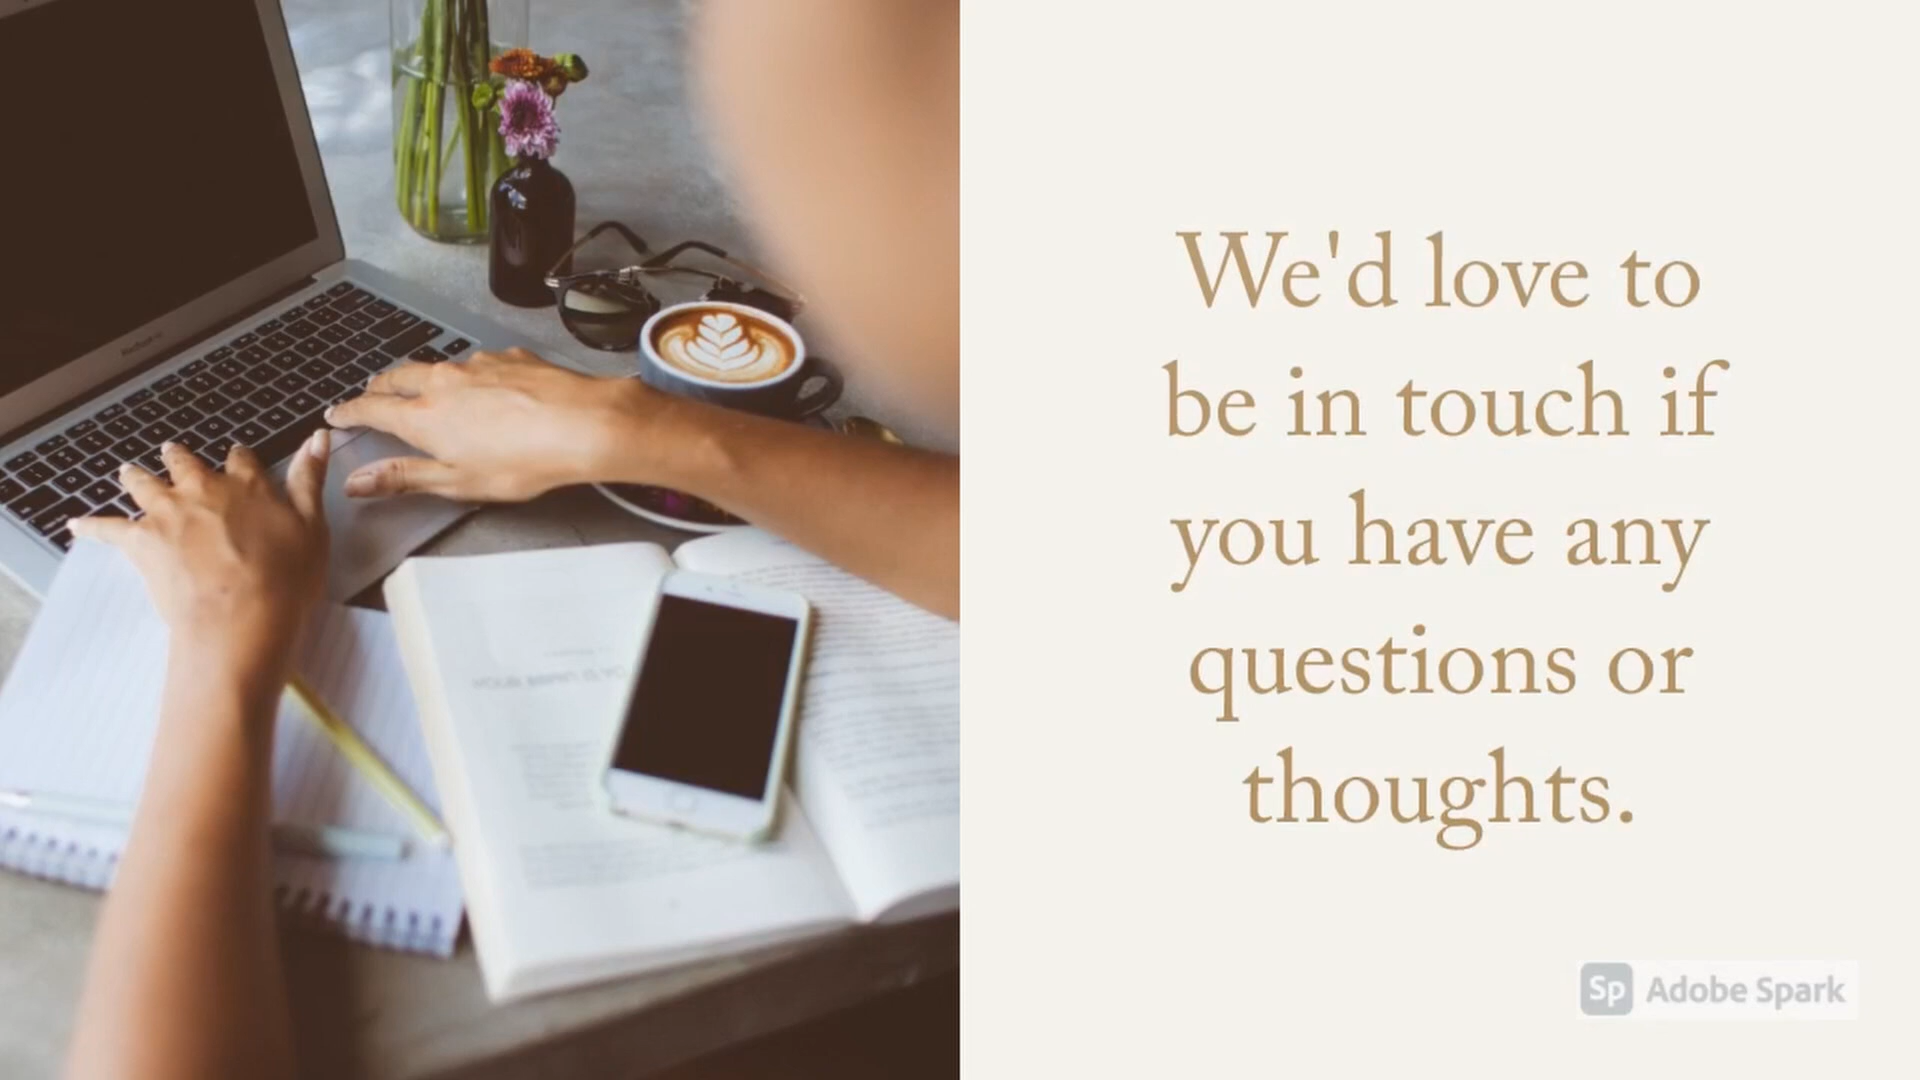 We'd love to
be in touch if
you have any
questions or
thoughts.
Sp Adobe Spark